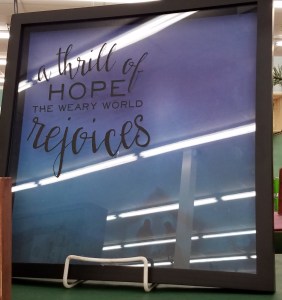 a thrill of
HOPE
THE WEARY WORLD
rejoices